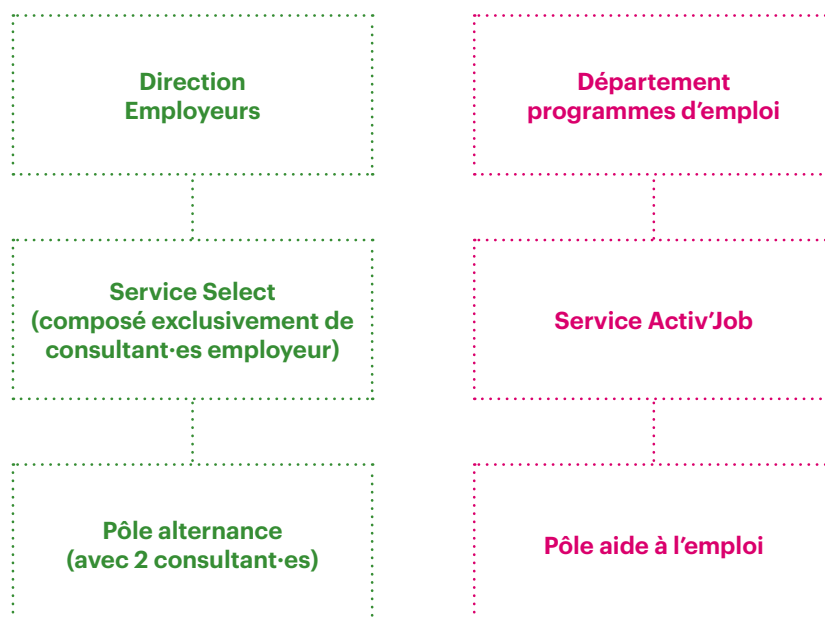 Direction
Employeurs
Département
programmes d’emploi
Service Select
(composé exclusivement de
consultant·es employeur)
Service Activ’Job
Pôle alternance
(avec 2 consultant·es)
Pôle aide à l’emploi